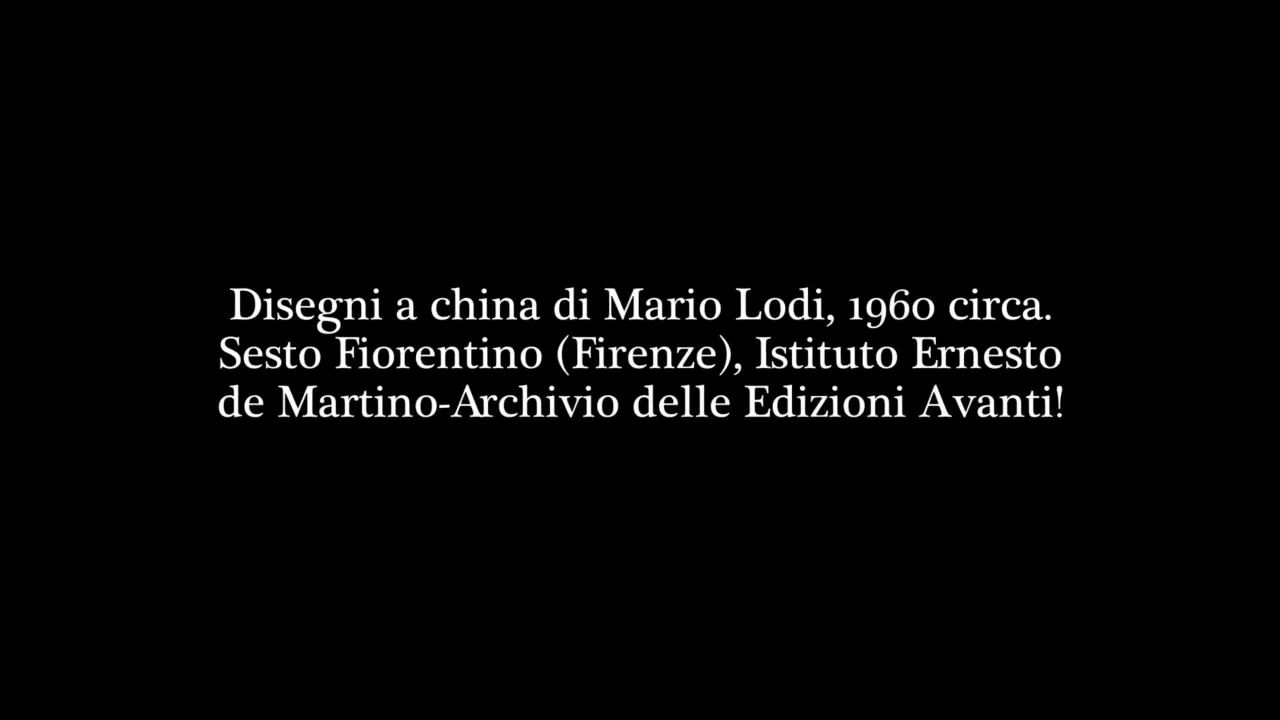 Disegni a china di Mario Lodi, 1960 circa.
Sesto Fiorentino (Firenze), Istituto Ernesto
de Martino-Archivio delle Edizioni Avanti!